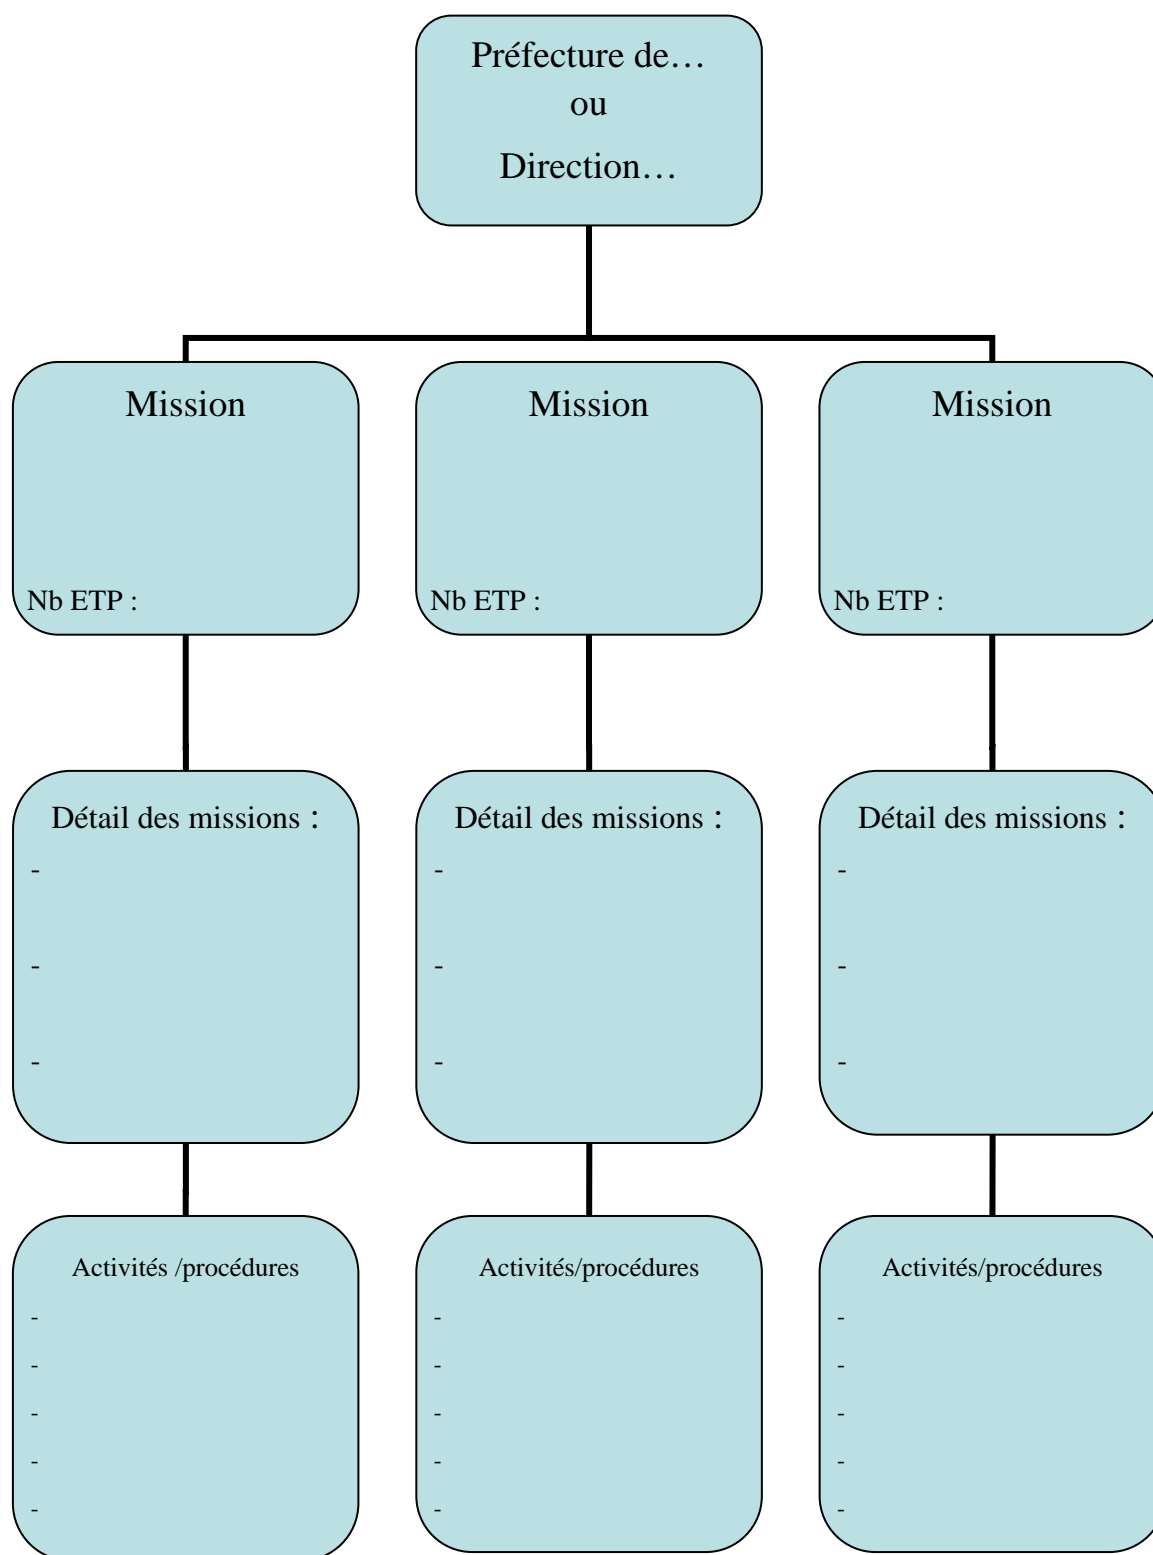 Préfecture de…
ou
Direction…
Mission
Nb ETP :
Mission
Nb ETP :
Mission
Nb ETP :
Détail des missions :
-
-
-
Détail des missions :
-
-
-
Détail des missions :
-
-
-
Activités /procédures
-
-
-
-
-
Activités/procédures
-
-
-
-
-
Activités/procédures
-
-
-
-
-